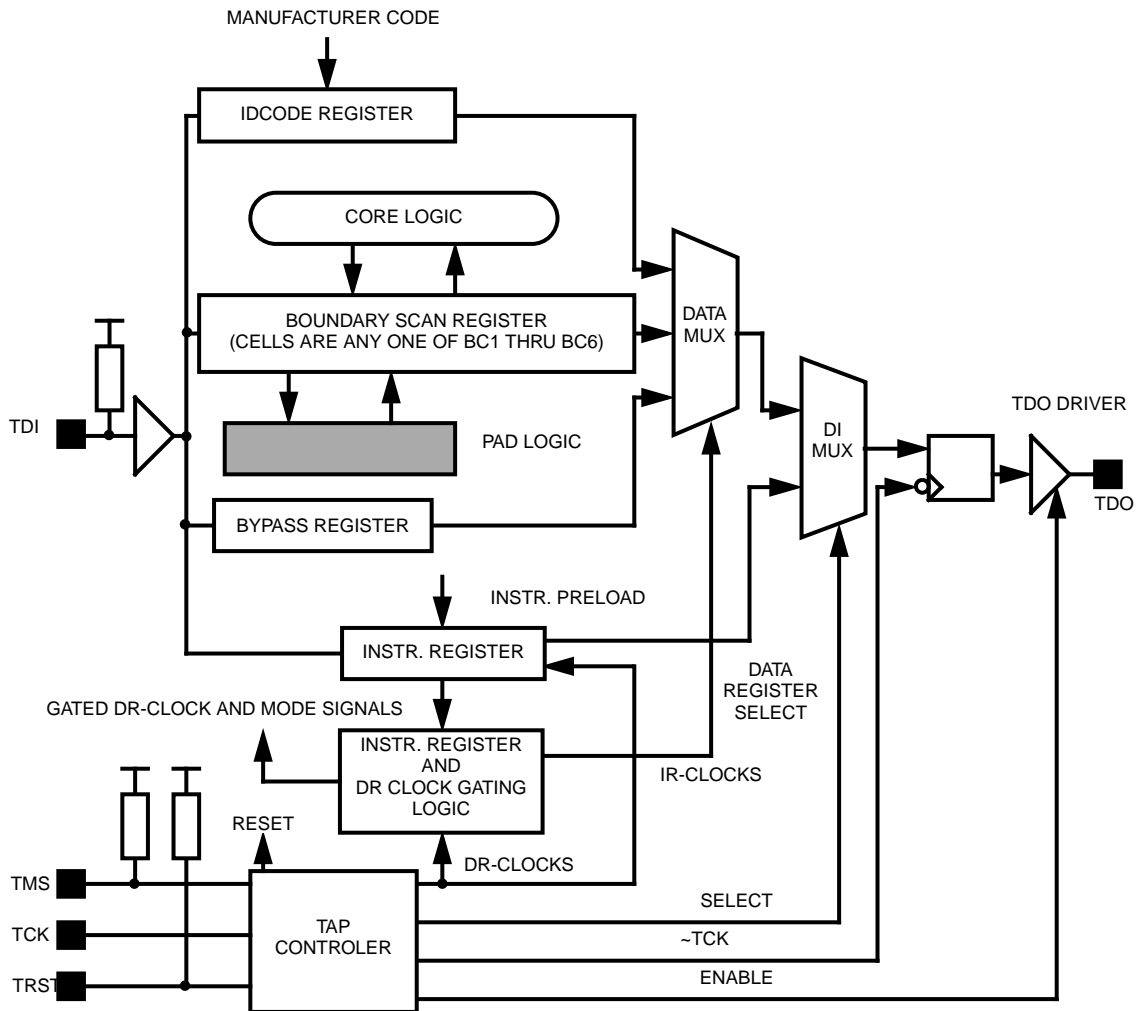 MANUFACTURER CODE
IDCODE REGISTER
CORE LOGIC
BOUNDARY SCAN REGISTER
(CELLS ARE ANY ONE OF BC1 THRU BC6)
DATA
MUX
TDI
PAD LOGIC
DI
MUX
TDO DRIVER
TDO
BYPASS REGISTER
INSTR. PRELOAD
INSTR. REGISTER
DATA
REGISTER
SELECT
GATED DR-CLOCK AND MODE SIGNALS
INSTR. REGISTER
AND
DR CLOCK GATING
LOGIC
IR-CLOCKS
RESET
DR-CLOCKS
TMS
TCK
TRST
TAP
CONTROLER
SELECT
~TCK
ENABLE